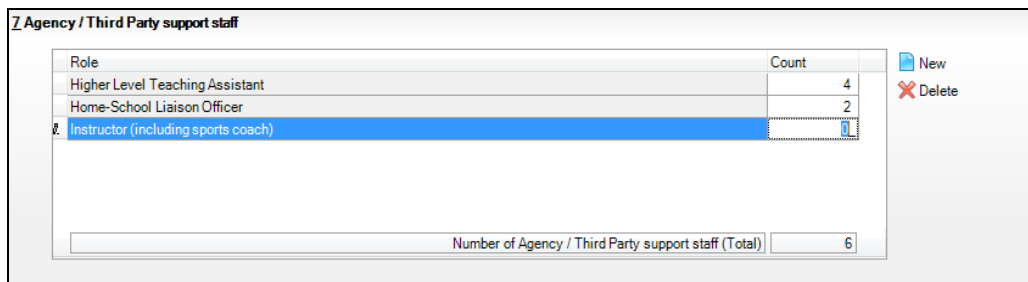 7 Agency / Third Party support staff
Role Count
New
Higher Level Teaching Assistant 4
Delete
Home-School Liaison Officer 2
Instructor (including sports coach) 0
Number of Agency / Third Party support staff (Total) 6